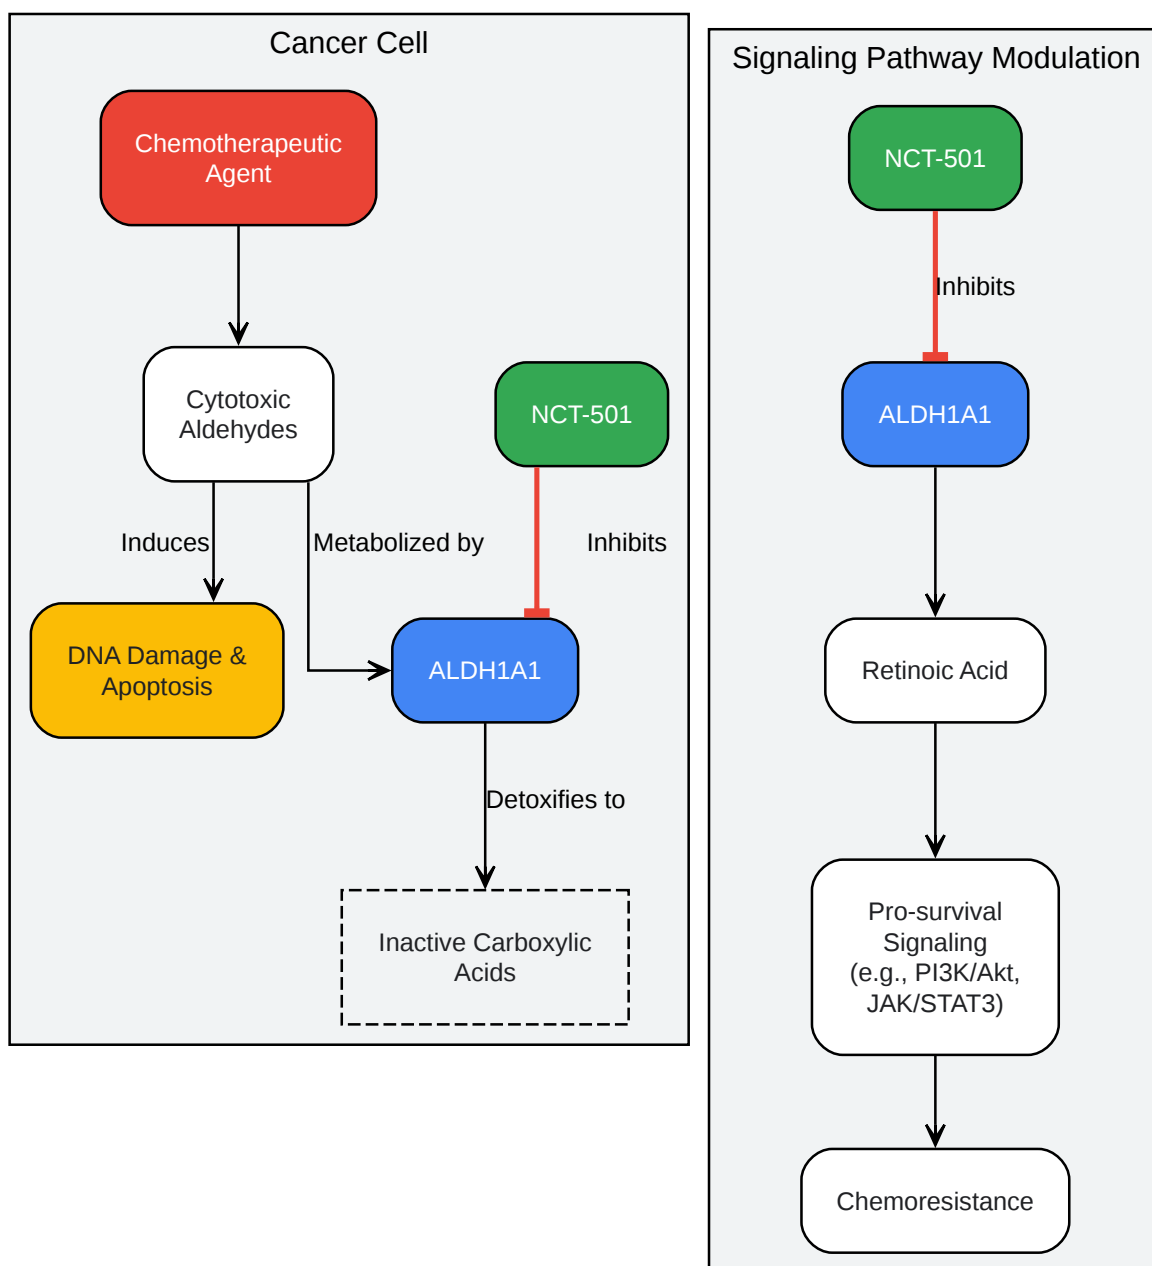 Cancer Cell
Chemotherapeutic
Agent
Cytotoxic
Aldehydes
NCT-501
Induces
Metabolized by
Inhibits
DNA Damage &
Apoptosis
ALDH1A1
Detoxifies to
Inactive Carboxylic
Acids
Signaling Pathway Modulation
NCT-501
Inhibits
ALDH1A1
Retinoic Acid
Pro-survival
Signaling
(e.g., PI3K/Akt,
JAK/STAT3)
Chemoresistance